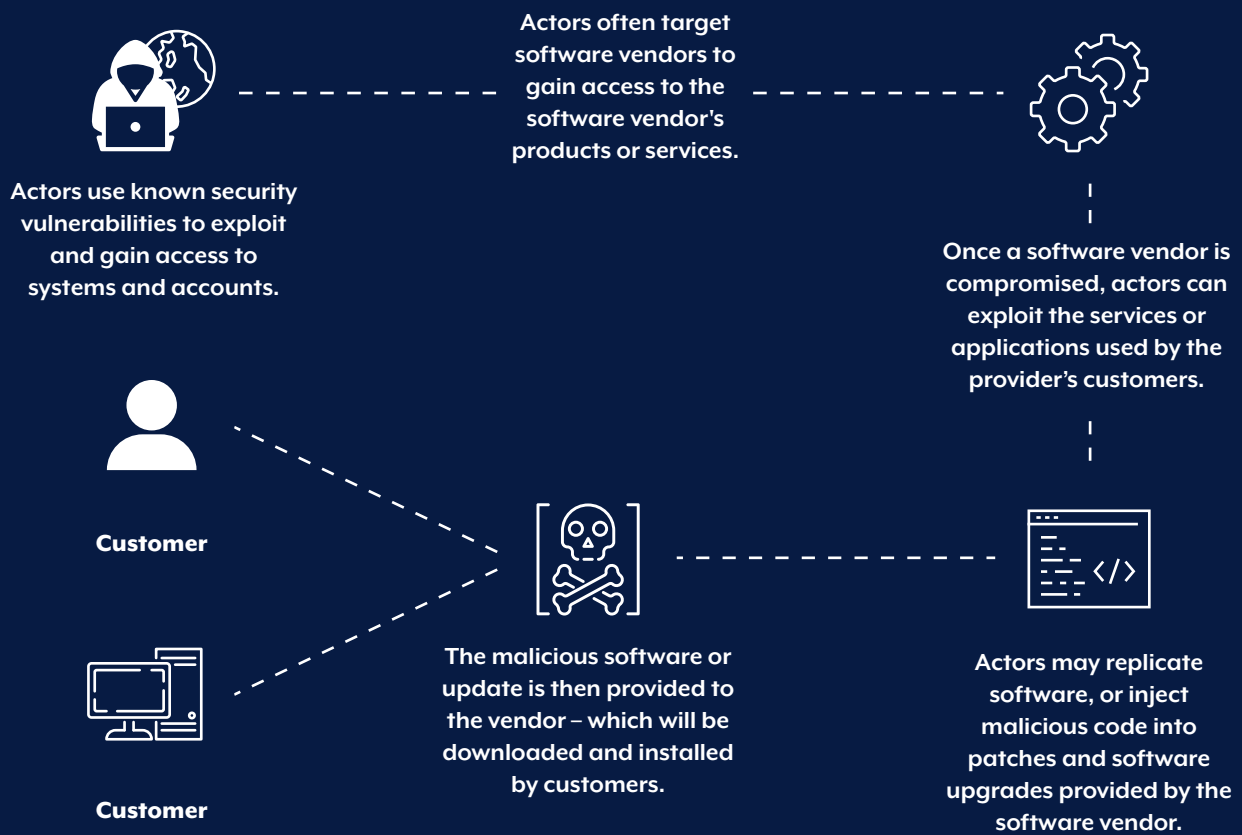 Actors use known security
vulnerabilities to exploit
and gain access to
systems and accounts.
Actors often target
software vendors to
gain access to the
software vendor's
products or services.
Once a software vendor is
compromised, actors can
exploit the services or
applications used by the
provider’s customers.
Actors may replicate
software, or inject
malicious code into
patches and software
upgrades provided by the
software vendor.
The malicious software or
update is then provided to
the vendor – which will be
downloaded and installed
by customers.
Customer
Customer